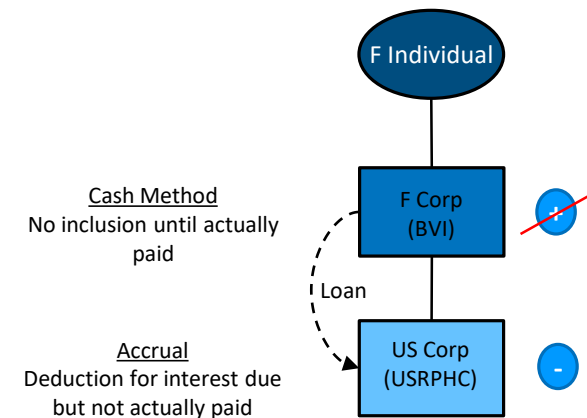 F Individual
Cash Method
No inclusion until actually
paid
F Corp
(BVI)
+
Loan
Accrual
Deduction for interest due
but not actually paid
US Corp
(USRPHC)
-